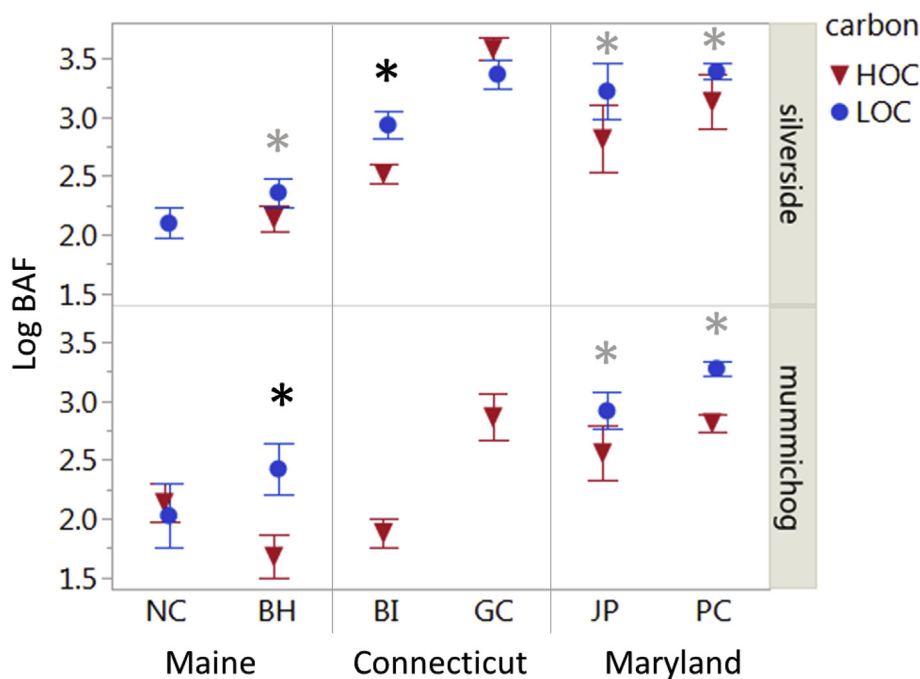 carbon
HOC
LOC
Log BAF
3.5
3.0
2.5
2.0
1.5
silverside
*
*
*
*
3.5
3.0
2.5
2.0
1.5
mummichog
*
*
*
NC BH BI GC JP PC
Maine Connecticut Maryland